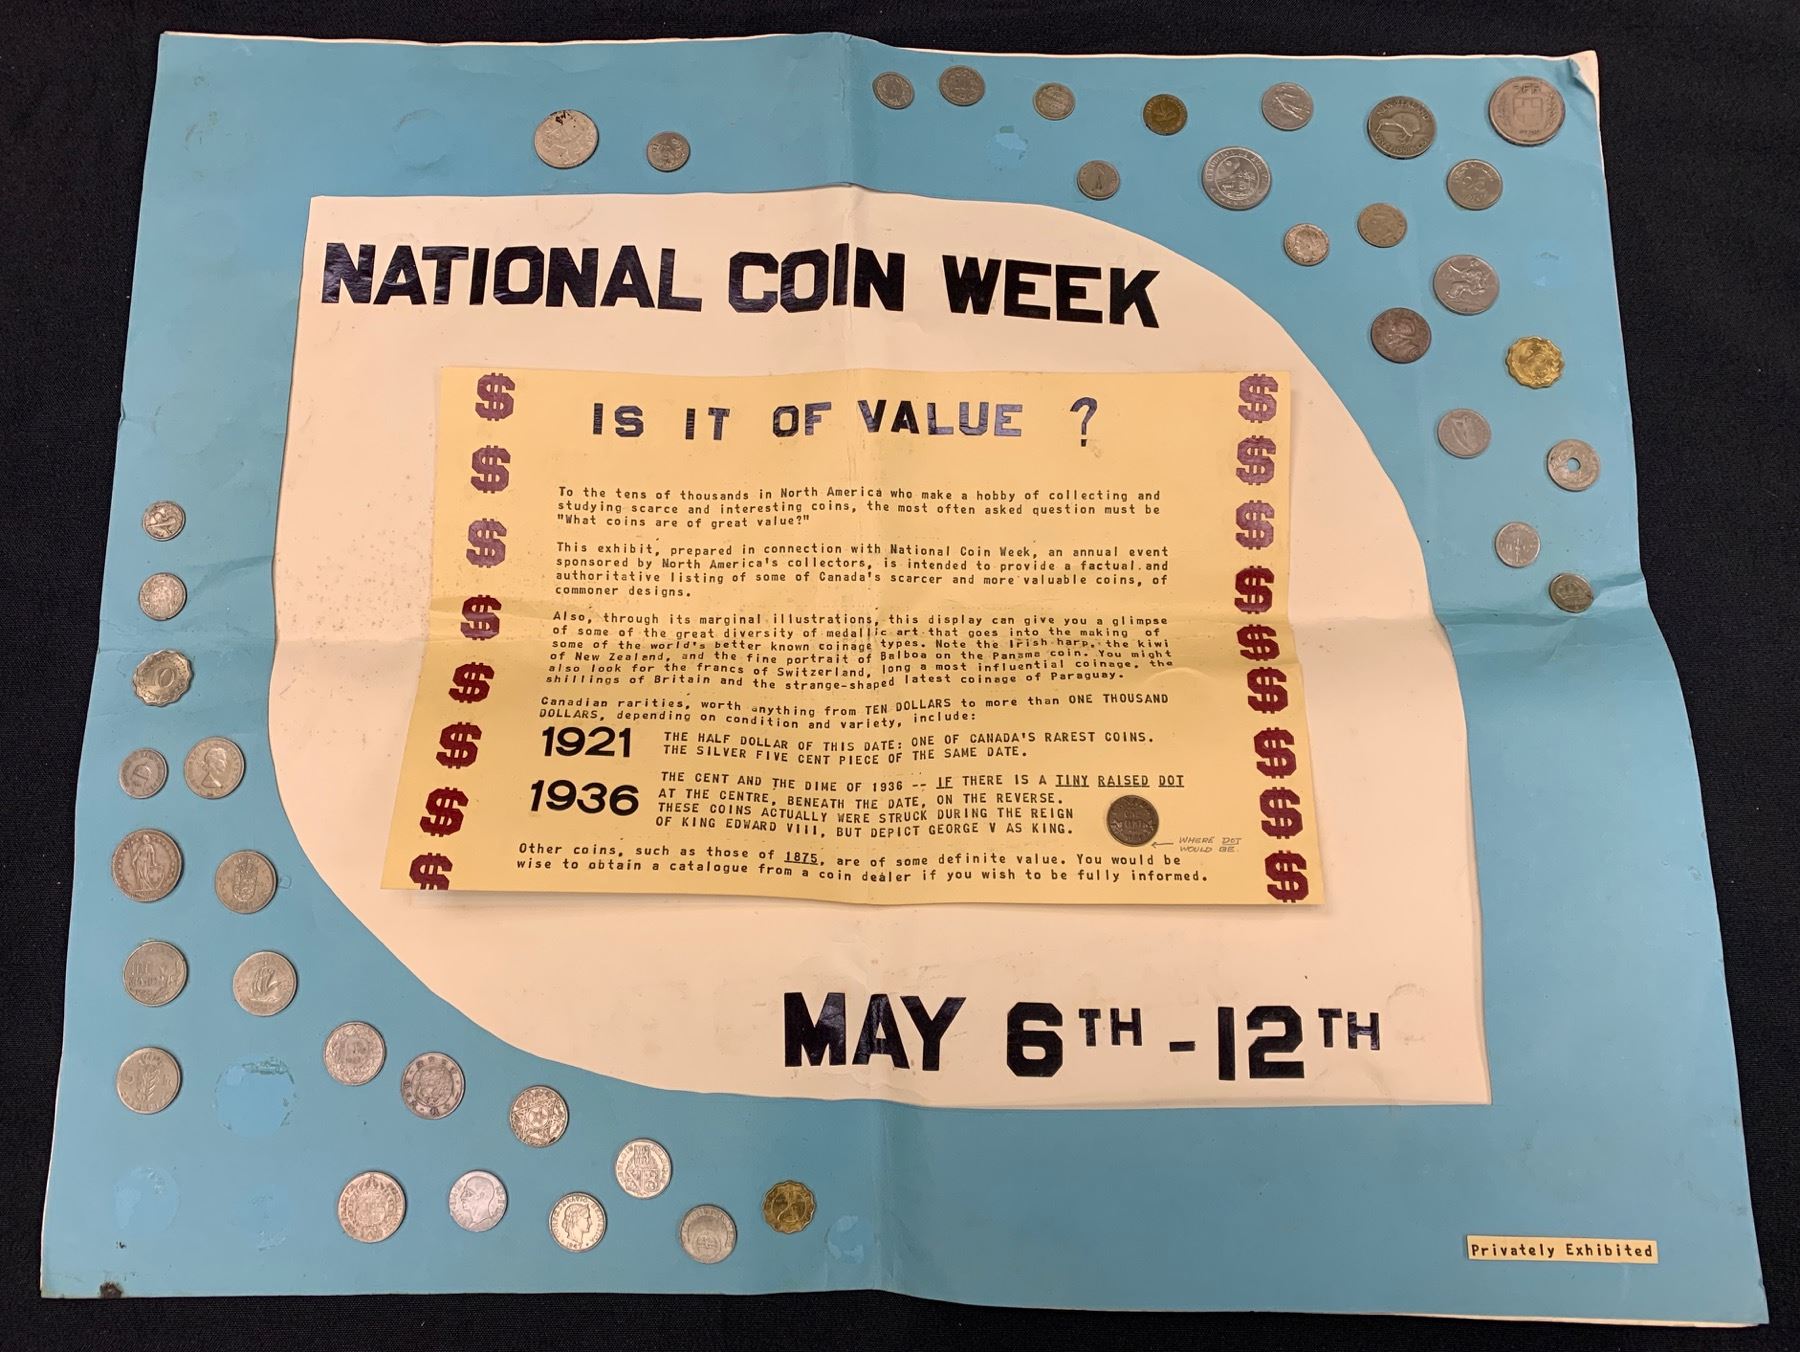 NATIONAL COIN WEEK
IS IT OF VALUE ?
To the tens of thousands in North America who make a hobby of collecting and
studying scarce and interesting coins, the most often asked question must be
"What coins are of great value?"
This exhibit, prepared in connection with National Coin Week, an annual event
sponsored by North America's collectors, is intended to provide a factual and
authoritative listing of some of Canada's scarcer and more valuable coins, of
commoner designs.
Also, through its marginal illustrations, this display can give you a glimpse
of some of the great diversity of medallic art that goes into the making of
some of the world's better known coinage types. Note the Irish harp, the kiwi
of New Zealand, and the fine portrait of Balboa on the Panama coin. You might
also look for the francs of Switzerland, long a most influential coinage, the
shillings of Britain and the strange-shaped latest coinage of Paraguay.
Canadian rarities, worth anything from TEN DOLLARS to more than ONE THOUSAND
DOLLARS, depending on condition and variety, include:
1921 THE HALF DOLLAR OF THIS DATE: ONE OF CANADA'S RAREST COINS.
THE SILVER FIVE CENT PIECE OF THE SAME DATE.
1936 THE CENT AND THE DIME OF 1936 -- IF THERE IS A TINY RAISED DOT
AT THE CENTRE, BENEATH THE DATE, ON THE REVERSE.
THESE COINS ACTUALLY WERE STRUCK DURING THE REIGN
OF KING EDWARD VIII, BUT DEPICT GEORGE V AS KING.
WHERE DOT
WOULD BE.
Other coins, such as those of 1875, are of some definite value. You would be
wise to obtain a catalogue from a coin dealer if you wish to be fully informed.
MAY 6TH - 12TH
Privately Exhibited